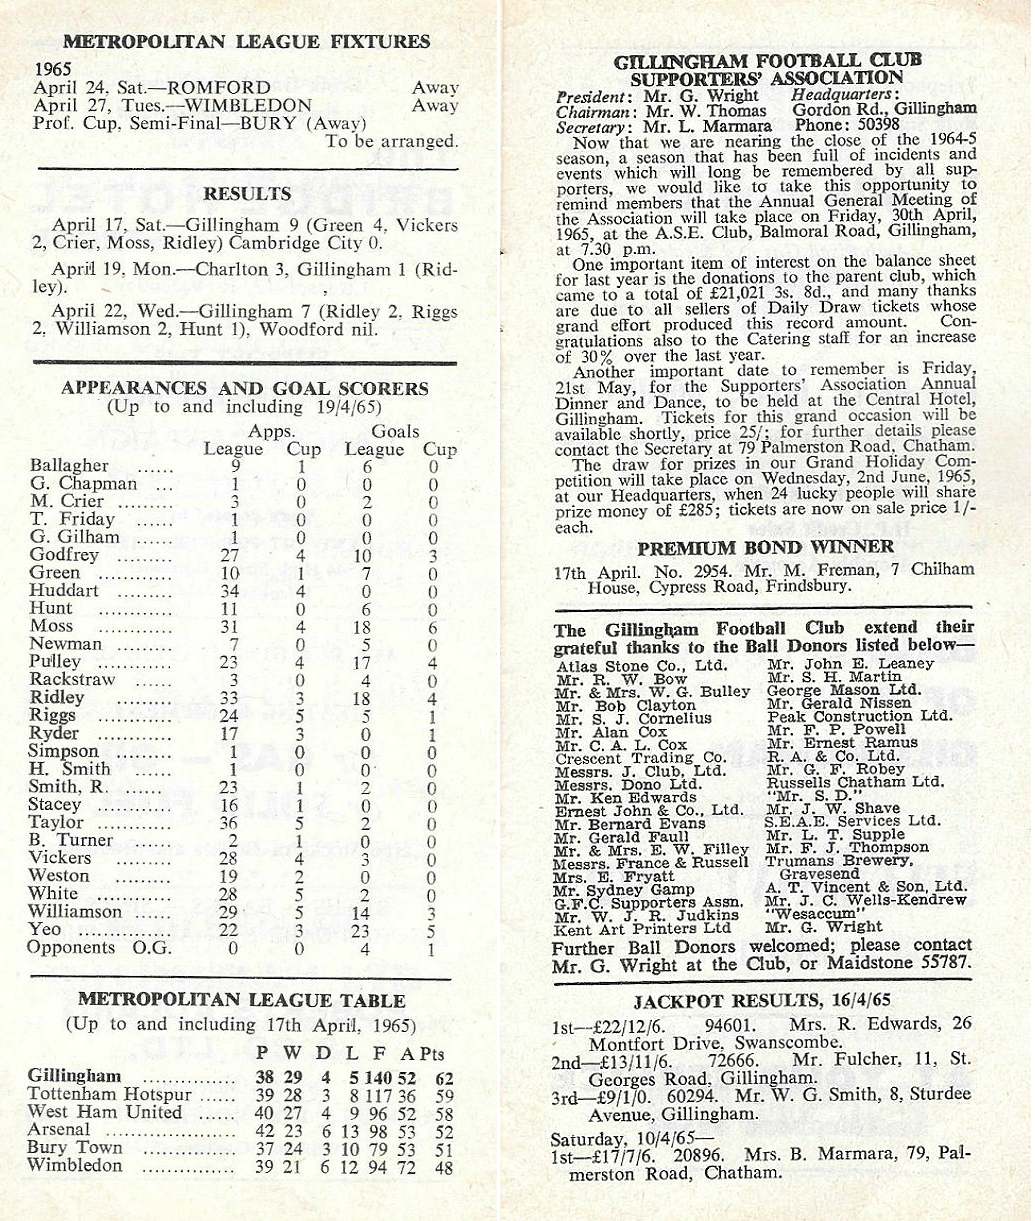 METROPOLITAN LEAGUE FIXTURES
1965
April 24, Sat.—ROMFORD Away
April 27, Tues.—WIMBLEDON Away
Prof. Cup, Semi-Final—BURY (Away)
To be arranged.
RESULTS
April 17, Sat.—Gillingham 9 (Green 4, Vickers
2, Crier, Moss, Ridley) Cambridge City 0.
April 19, Mon.—Charlton 3, Gillingham 1 (Rid-
ley).
April 22, Wed.—Gillingham 7 (Ridley 2, Riggs
2, Williamson 2, Hunt 1), Woodford nil.
APPEARANCES AND GOAL SCORERS
(Up to and including 19/4/65)
Apps. Goals
League Cup League Cup
Ballagher ...... 9 1 6 0
G. Chapman ... 1 0 0 0
M. Crier ......... 3 0 2 0
T. Friday ...... 1 0 0 0
G. Gilham ...... 1 0 0 0
Godfrey ......... 27 4 10 3
Green ............ 10 1 7 0
Huddart ......... 34 4 0 0
Hunt ............ 11 0 6 0
Moss ............ 31 4 18 6
Newman ......... 7 0 5 0
Pulley ............ 23 4 17 4
Rackstraw ...... 3 0 4 0
Ridley ............ 33 3 18 4
Riggs ............ 24 5 5 1
Ryder ............ 17 3 0 1
Simpson ......... 1 0 0 0
H. Smith ...... 1 0 0 0
Smith, R. ...... 23 1 2 0
Stacey ............ 16 1 0 0
Taylor ............ 36 5 2 0
B. Turner ...... 2 1 0 0
Vickers ......... 28 4 3 0
Weston ......... 19 2 0 0
White ............ 28 5 2 0
Williamson ...... 29 5 14 3
Yeo ............... 22 3 23 5
Opponents O.G. 0 0 4 1
METROPOLITAN LEAGUE TABLE
(Up to and including 17th April, 1965)
P W D L F A Pts
Gillingham ............... 38 29 4 5 140 52 62
Tottenham Hotspur ...... 39 28 3 8 117 36 59
West Ham United ...... 40 27 4 9 96 52 58
Arsenal ..................... 42 23 6 13 98 53 52
Bury Town ............... 37 24 3 10 79 53 51
Wimbledon ............... 39 21 6 12 94 72 48
GILLINGHAM FOOTBALL CLUB
SUPPORTERS' ASSOCIATION
President: Mr. G. Wright Headquarters:
Chairman: Mr. W. Thomas Gordon Rd., Gillingham
Secretary: Mr. L. Marmara Phone: 50398
Now that we are nearing the close of the 1964-5
season, a season that has been full of incidents and
events which will long be remembered by all sup-
porters, we would like to take this opportunity to
remind members that the Annual General Meeting of
the Association will take place on Friday, 30th April,
1965, at the A.S.E. Club, Balmoral Road, Gillingham,
at 7.30 p.m.
One important item of interest on the balance sheet
for last year is the donations to the parent club, which
came to a total of £21,021 3s. 8d., and many thanks
are due to all sellers of Daily Draw tickets whose
grand effort produced this record amount. Con-
gratulations also to the Catering staff for an increase
of 30% over the last year.
Another important date to remember is Friday,
21st May, for the Supporters' Association Annual
Dinner and Dance, to be held at the Central Hotel,
Gillingham. Tickets for this grand occasion will be
available shortly, price 25/; for further details please
contact the Secretary at 79 Palmerston Road, Chatham.
The draw for prizes in our Grand Holiday Com-
petition will take place on Wednesday, 2nd June, 1965,
at our Headquarters, when 24 lucky people will share
prize money of £285; tickets are now on sale price 1/-
each.
PREMIUM BOND WINNER
17th April. No. 2954. Mr. M. Freman, 7 Chilham
House, Cypress Road, Frindsbury.
The Gillingham Football Club extend their
grateful thanks to the Ball Donors listed below—
Atlas Stone Co., Ltd. Mr. John E. Leaney
Mr. R. W. Bow Mr. S. H. Martin
Mr. & Mrs. W. G. Bulley George Mason Ltd.
Mr. Bob Clayton Mr. Gerald Nissen
Mr. S. J. Cornelius Peak Construction Ltd.
Mr. Alan Cox Mr. F. P. Powell
Mr. C. A. L. Cox Mr. Ernest Ramus
Crescent Trading Co. R. A. & Co. Ltd.
Messrs. J. Club, Ltd. Mr. G. F. Robey
Messrs. Dono Ltd. Russells Chatham Ltd.
Mr. Ken Edwards "Mr. S. D."
Ernest John & Co., Ltd. Mr. J. W. Shave
Mr. Bernard Evans S.E.A.E. Services Ltd.
Mr. Gerald Faull Mr. L. T. Supple
Mr. & Mrs. E. W. Filley Mr. F. J. Thompson
Messrs. France & Russell Trumans Brewery,
Mrs. E. Fryatt Gravesend
Mr. Sydney Gamp A. T. Vincent & Son, Ltd.
G.F.C. Supporters Assn. Mr. J. C. Wells-Kendrew
Mr. W. J. R. Judkins "Wesaccum"
Kent Art Printers Ltd Mr. G. Wright
Further Ball Donors welcomed; please contact
Mr. G. Wright at the Club, or Maidstone 55787.
JACKPOT RESULTS, 16/4/65
1st—£22/12/6. 94601. Mrs. R. Edwards, 26
Montfort Drive, Swanscombe.
2nd—£13/11/6. 72666. Mr. Fulcher, 11, St.
Georges Road, Gillingham.
3rd—£9/1/0. 60294. Mr. W. G. Smith, 8, Sturdee
Avenue, Gillingham.
Saturday, 10/4/65—
1st—£17/7/6. 20896. Mrs. B. Marmara, 79, Pal-
merston Road, Chatham.